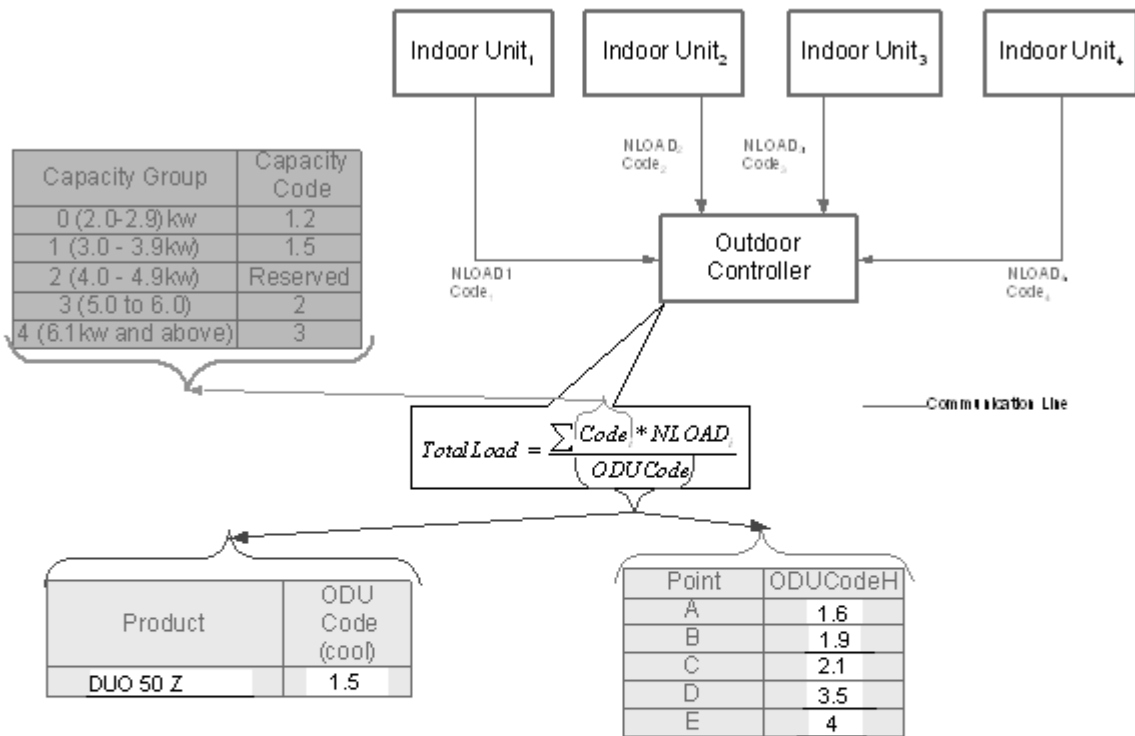 Indoor Unit₁
Indoor Unit₂
Indoor Unit₃
Indoor Unit₄
NLOAD₂
Code₂
NLOAD₃
Code₃
Capacity Group
Capacity
Code
0 (2.0-2.9)kw
1.2
1 (3.0 - 3.9kw)
1.5
2 (4.0 - 4.9kw)
Reserved
3 (5.0 to 6.0)
2
4 (6.1kw and above)
3
Outdoor
Controller
NLOAD1
Code₁
NLOAD₄
Code₄
Communication Line
TotalLoad = ∑(Codeᵢ) * NLOADᵢ
(ODUCode)
Product
ODU
Code
(cool)
DUO 50 Z
1.5
Point
ODUCodeH
A
1.6
B
1.9
C
2.1
D
3.5
E
4